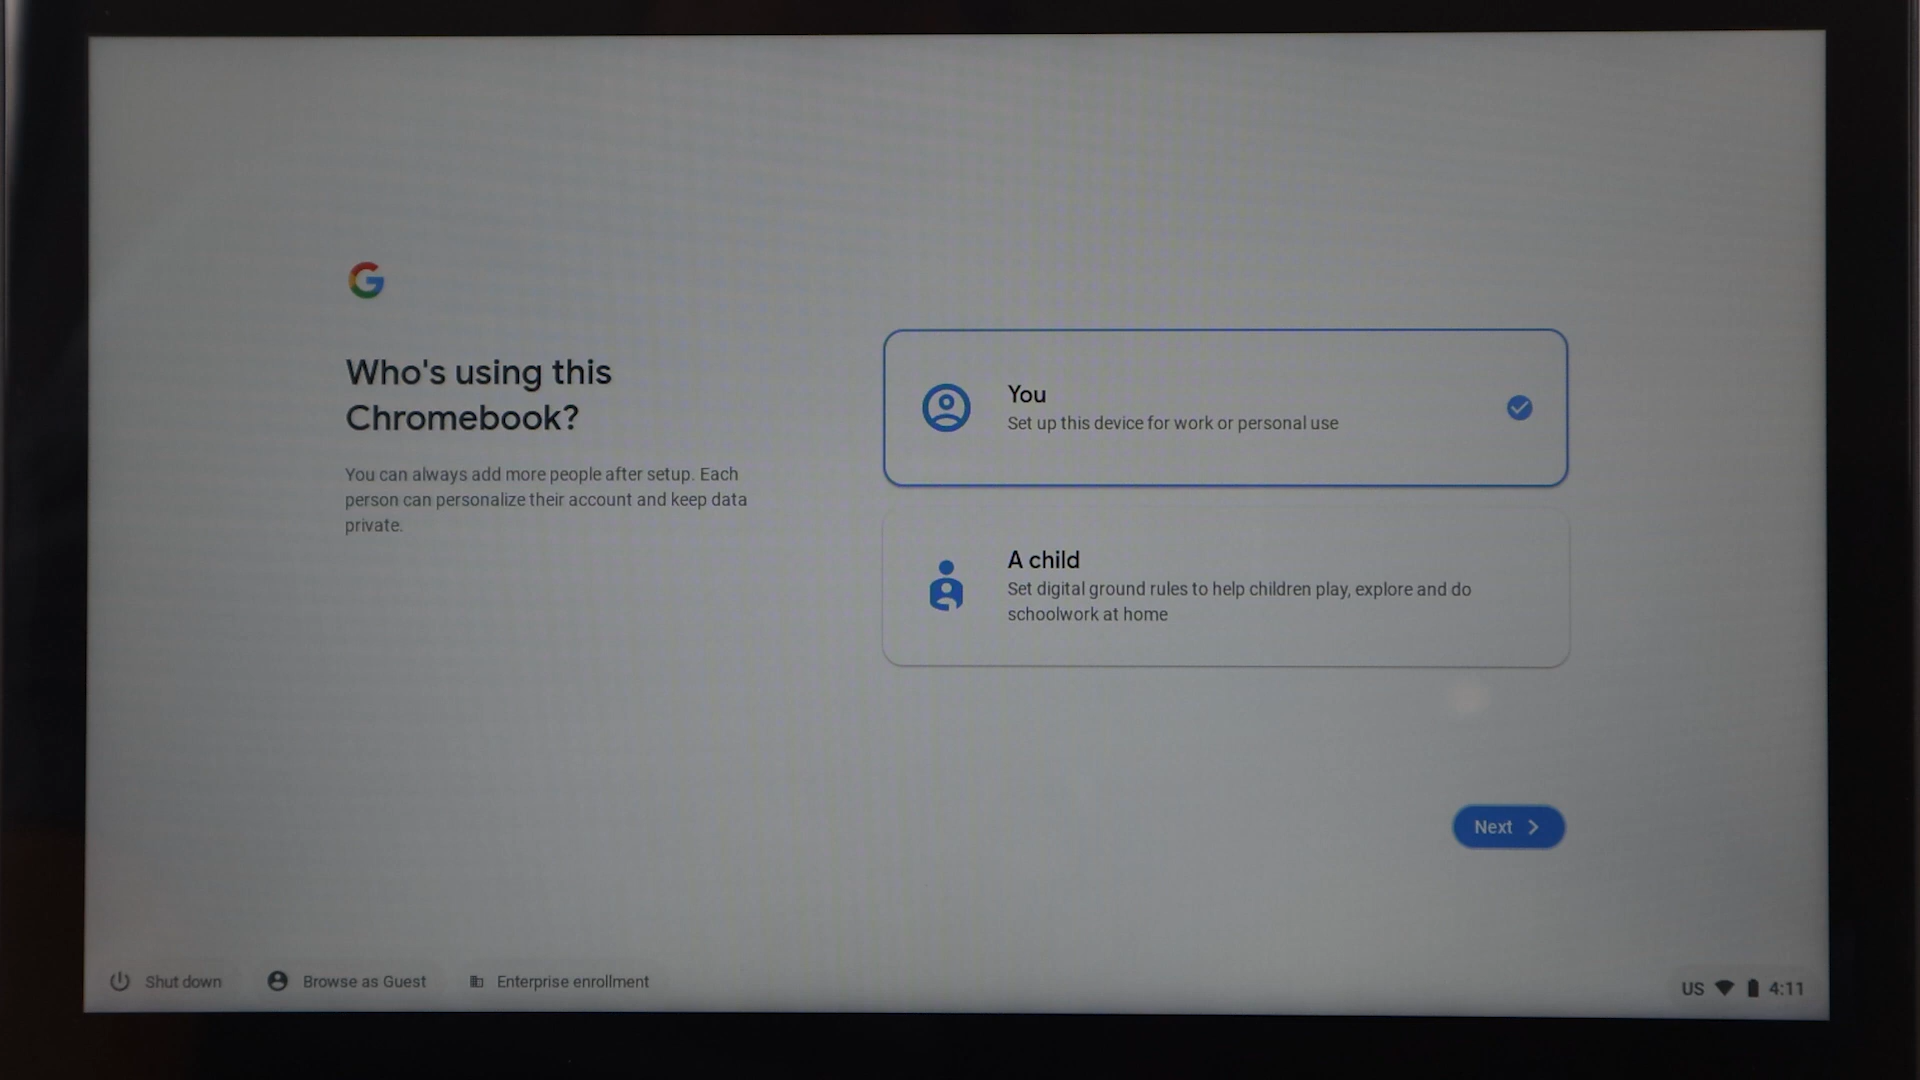 Who's using this
Chromebook?
You can always add more people after setup. Each
person can personalize their account and keep data
private.
You
Set up this device for work or personal use
A child
Set digital ground rules to help children play, explore and do
schoolwork at home
Next
Shut down
Browse as Guest
Enterprise enrollment
US
4:11